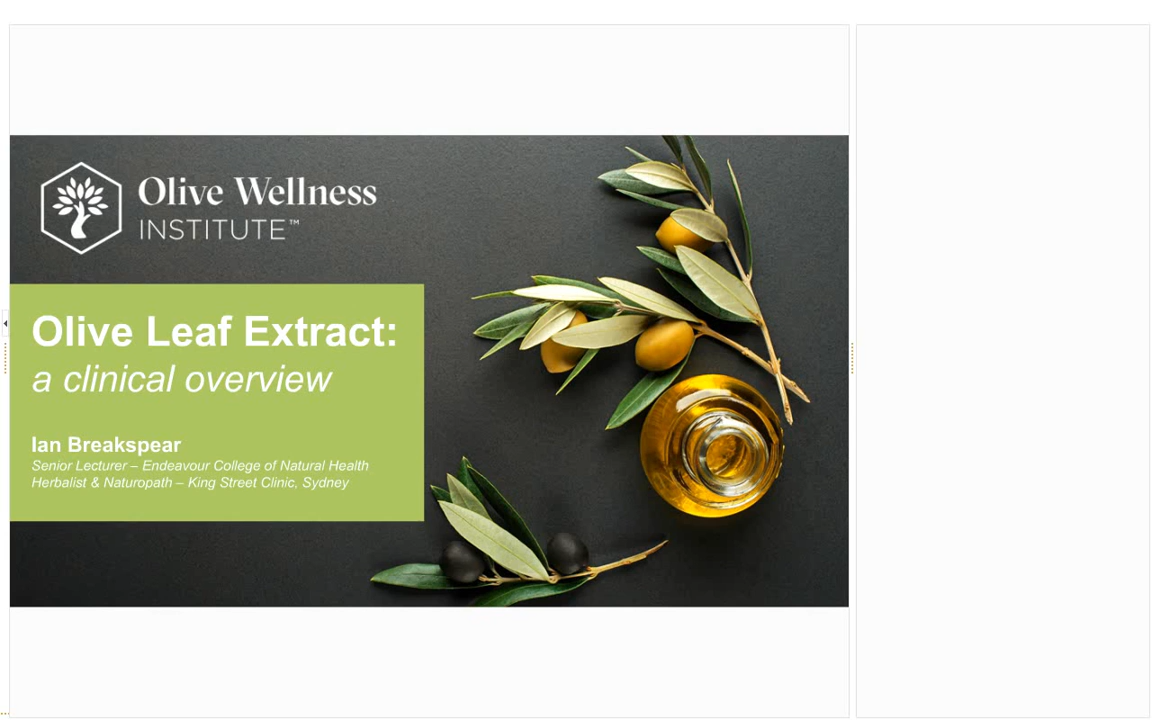 Olive Wellness
INSTITUTE™
Olive Leaf Extract:
a clinical overview
Ian Breakspear
Senior Lecturer – Endeavour College of Natural Health
Herbalist & Naturopath – King Street Clinic, Sydney